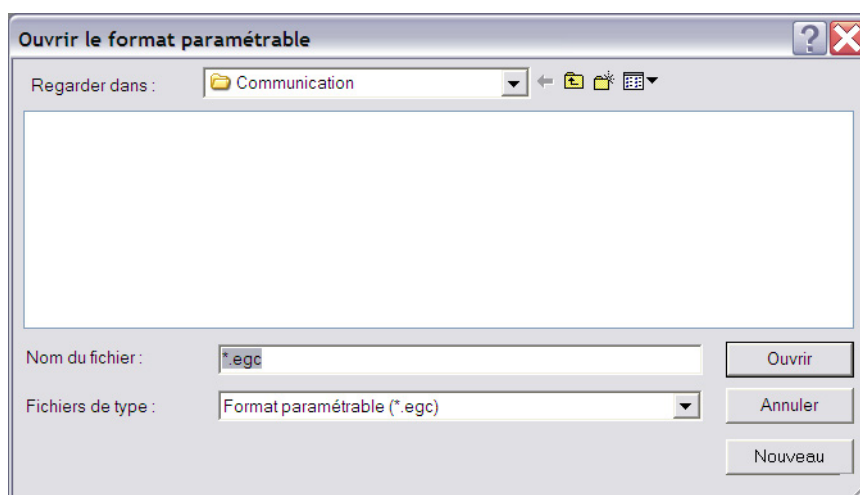 Ouvrir le format paramétrable
Regarder dans :
Communication
Nom du fichier :
*.egc
Ouvrir
Fichiers de type :
Format paramétrable (*.egc)
Annuler
Nouveau